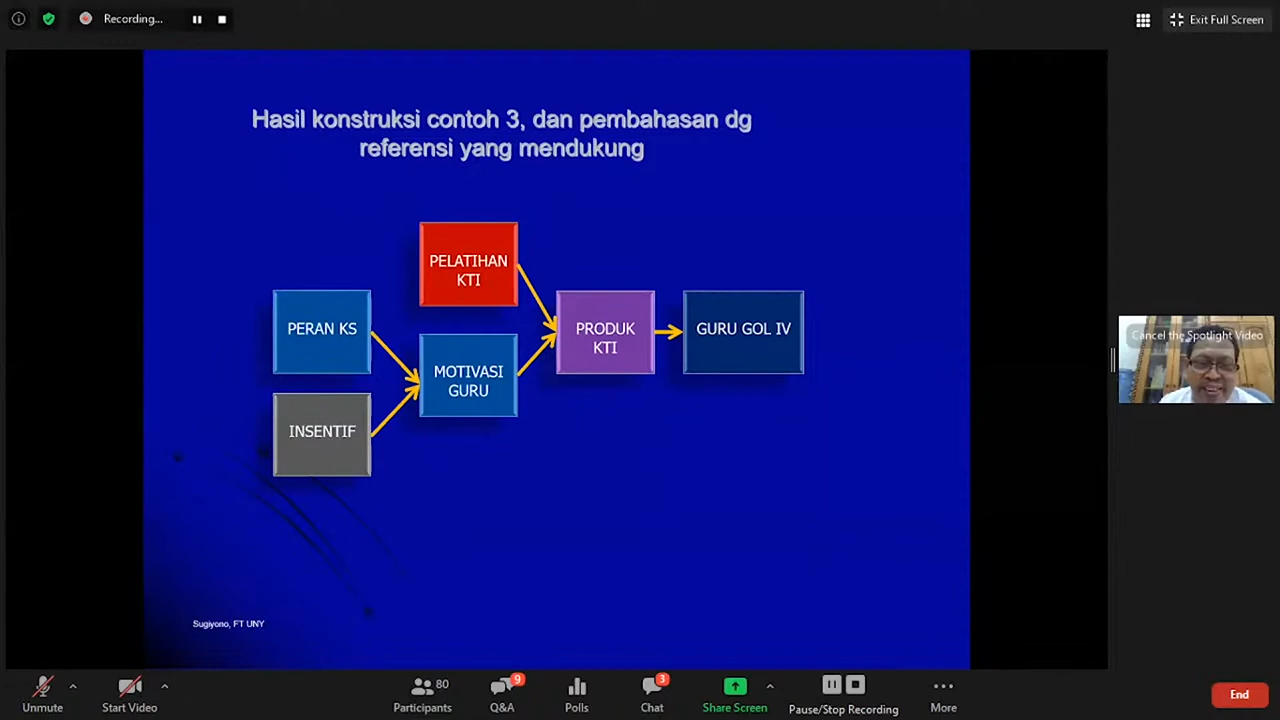 Recording...
Exit Full Screen
Hasil konstruksi contoh 3, dan pembahasan dg
referensi yang mendukung
PELATIHAN
KTI
PERAN KS
MOTIVASI
GURU
INSENTIF
PRODUK
KTI
GURU GOL IV
Cancel the Spotlight Video
Sugiyono, FT UNY
Unmute
Start Video
80
Participants
9
Q&A
Polls
3
Chat
Share Screen
Pause/Stop Recording
More
End